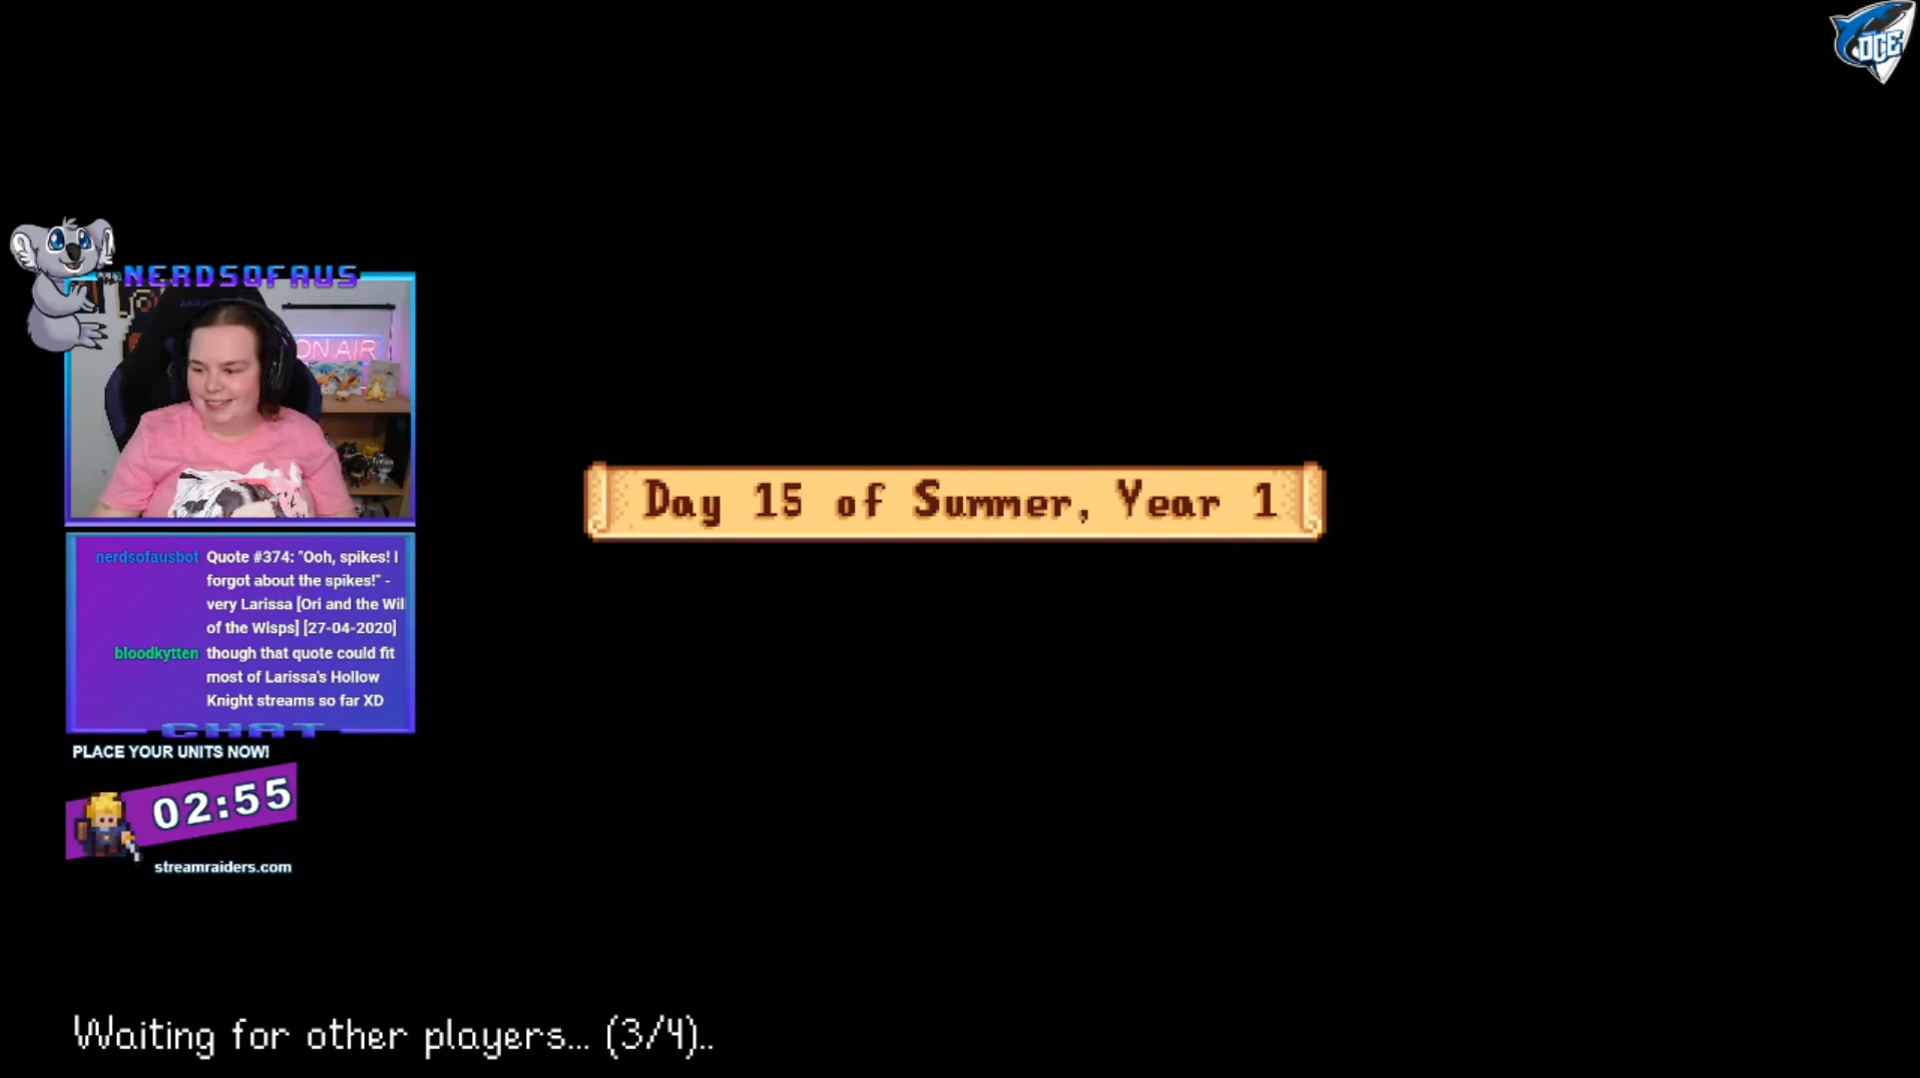 OCE
NERDSOFAUS
ON AIR
Day 15 of Summer, Year 1
nerdsofausbot Quote #374: "Ooh, spikes! I
forgot about the spikes!" -
very Larissa [Ori and the Wil
of the Wisps] [27-04-2020]
bloodkytten though that quote could fit
most of Larissa's Hollow
Knight streams so far XD
CHAT
PLACE YOUR UNITS NOW!
02:55
streamraiders.com
Waiting for other players... (3/4)..